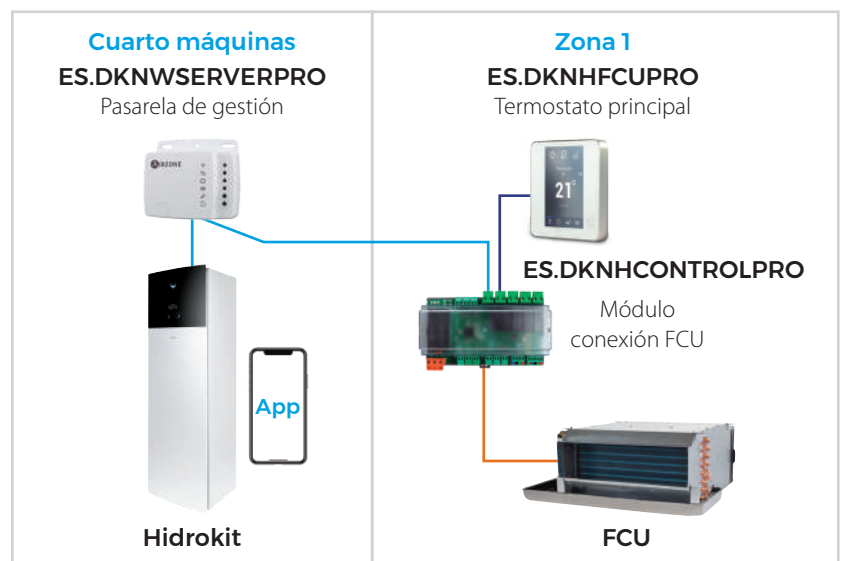 Cuarto máquinas
ES.DKNWSERVERPRO
Pasarela de gestión
AIRZONE
App
Hidrokit
Zona 1
ES.DKNHFCUPRO
Termostato principal
21°
ES.DKNHCONTROLPRO
Módulo
conexión FCU
FCU